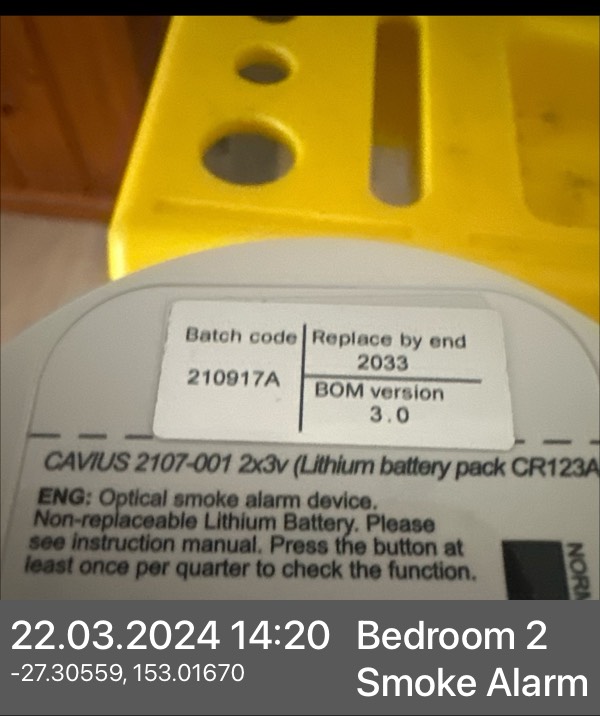 Batch code
210917A
Replace by end
2033
BOM version
3.0
CAVIUS 2107-001 2x3v (Lithium battery pack CR123A
ENG: Optical smoke alarm device.
Non-replaceable Lithium Battery. Please
see instruction manual. Press the button at
least once per quarter to check the function.
22.03.2024 14:20
-27.30559, 153.01670
Bedroom 2
Smoke Alarm